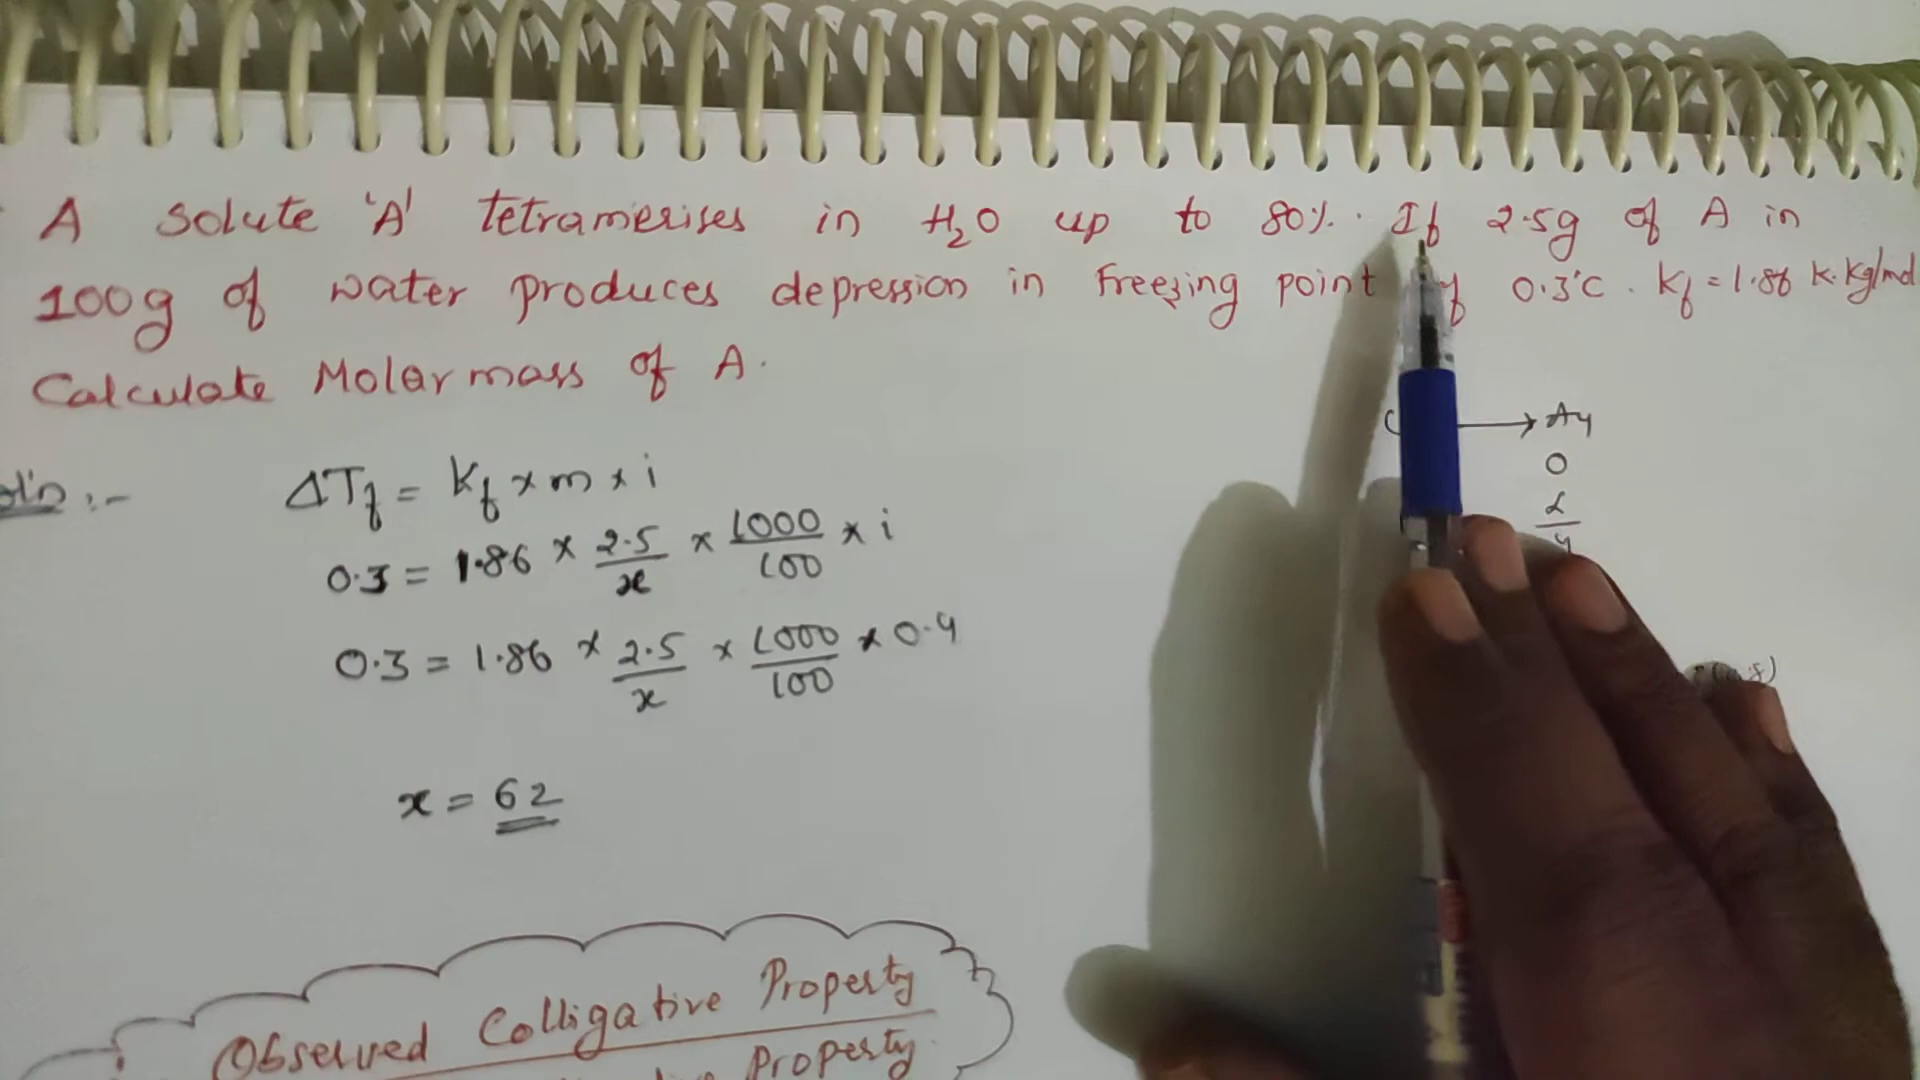 A solute 'A' tetramerises in H₂O up to 80%. If 2.5g of A in
100g of water produces depression in Freezing point of 0.3°C. Kf = 1.86 K.Kg/mol
Calculate Molar mass of A.
→ A4
Sol'n :-
ΔTf = Kf × m × i
0
α/4
0.3 = 1.86 × 2.5/x × 1000/100 × i
0.3 = 1.86 × 2.5/x × 1000/100 × 0.4
x = 62
Observed Colligative Property
Property